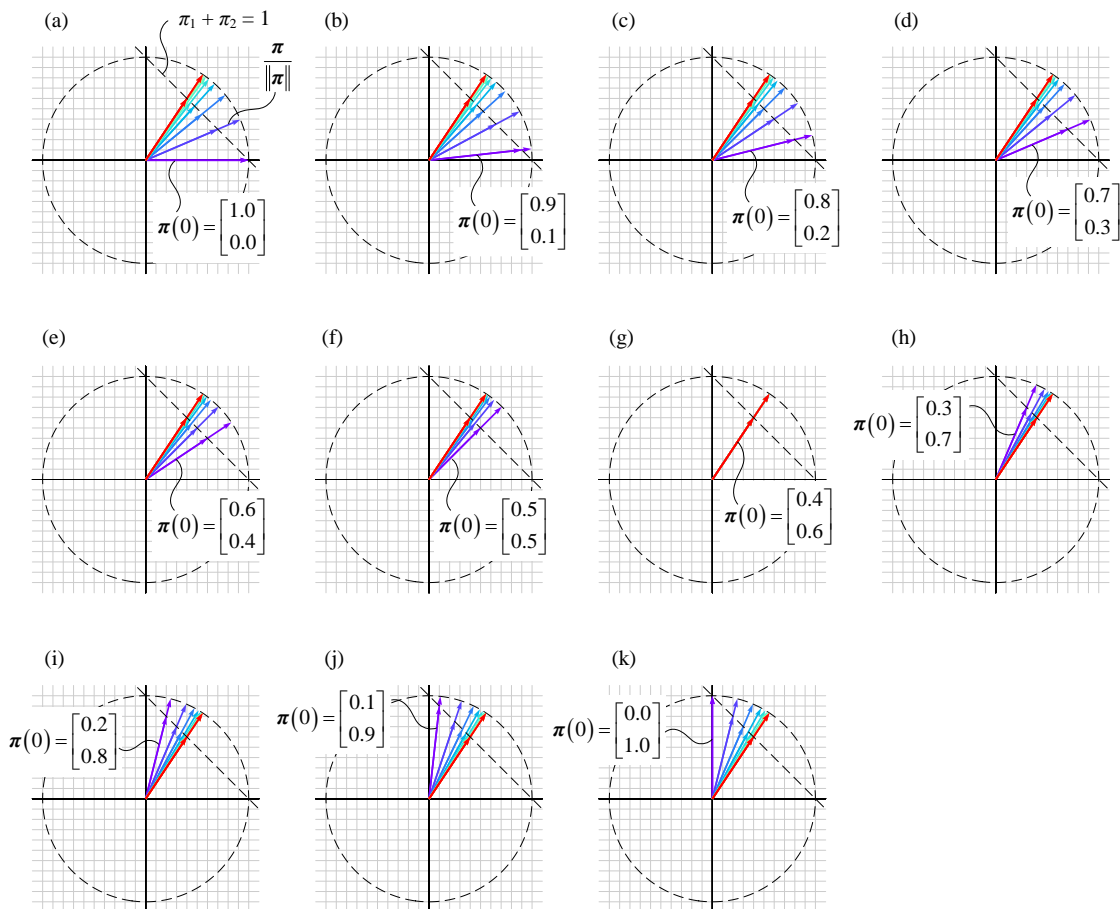 (a)
π₁ + π₂ = 1
π
‖π‖
π(0) = [1.0
0.0]
(b)
π(0) = [0.9
0.1]
(c)
π(0) = [0.8
0.2]
(d)
π(0) = [0.7
0.3]
(e)
π(0) = [0.6
0.4]
(f)
π(0) = [0.5
0.5]
(g)
π(0) = [0.4
0.6]
(h)
π(0) = [0.3
0.7]
(i)
π(0) = [0.2
0.8]
(j)
π(0) = [0.1
0.9]
(k)
π(0) = [0.0
1.0]